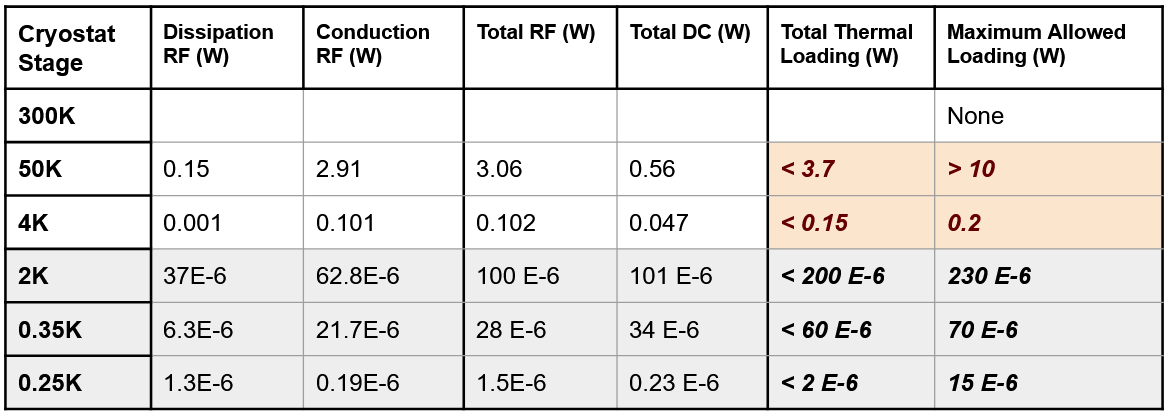 Cryostat Stage | Dissipation RF (W) | Conduction RF (W) | Total RF (W) | Total DC (W) | Total Thermal Loading (W) | Maximum Allowed Loading (W)
300K | | | | | | None
50K | 0.15 | 2.91 | 3.06 | 0.56 | < 3.7 | > 10
4K | 0.001 | 0.101 | 0.102 | 0.047 | < 0.15 | 0.2
2K | 37E-6 | 62.8E-6 | 100 E-6 | 101 E-6 | < 200 E-6 | 230 E-6
0.35K | 6.3E-6 | 21.7E-6 | 28 E-6 | 34 E-6 | < 60 E-6 | 70 E-6
0.25K | 1.3E-6 | 0.19E-6 | 1.5E-6 | 0.23 E-6 | < 2 E-6 | 15 E-6